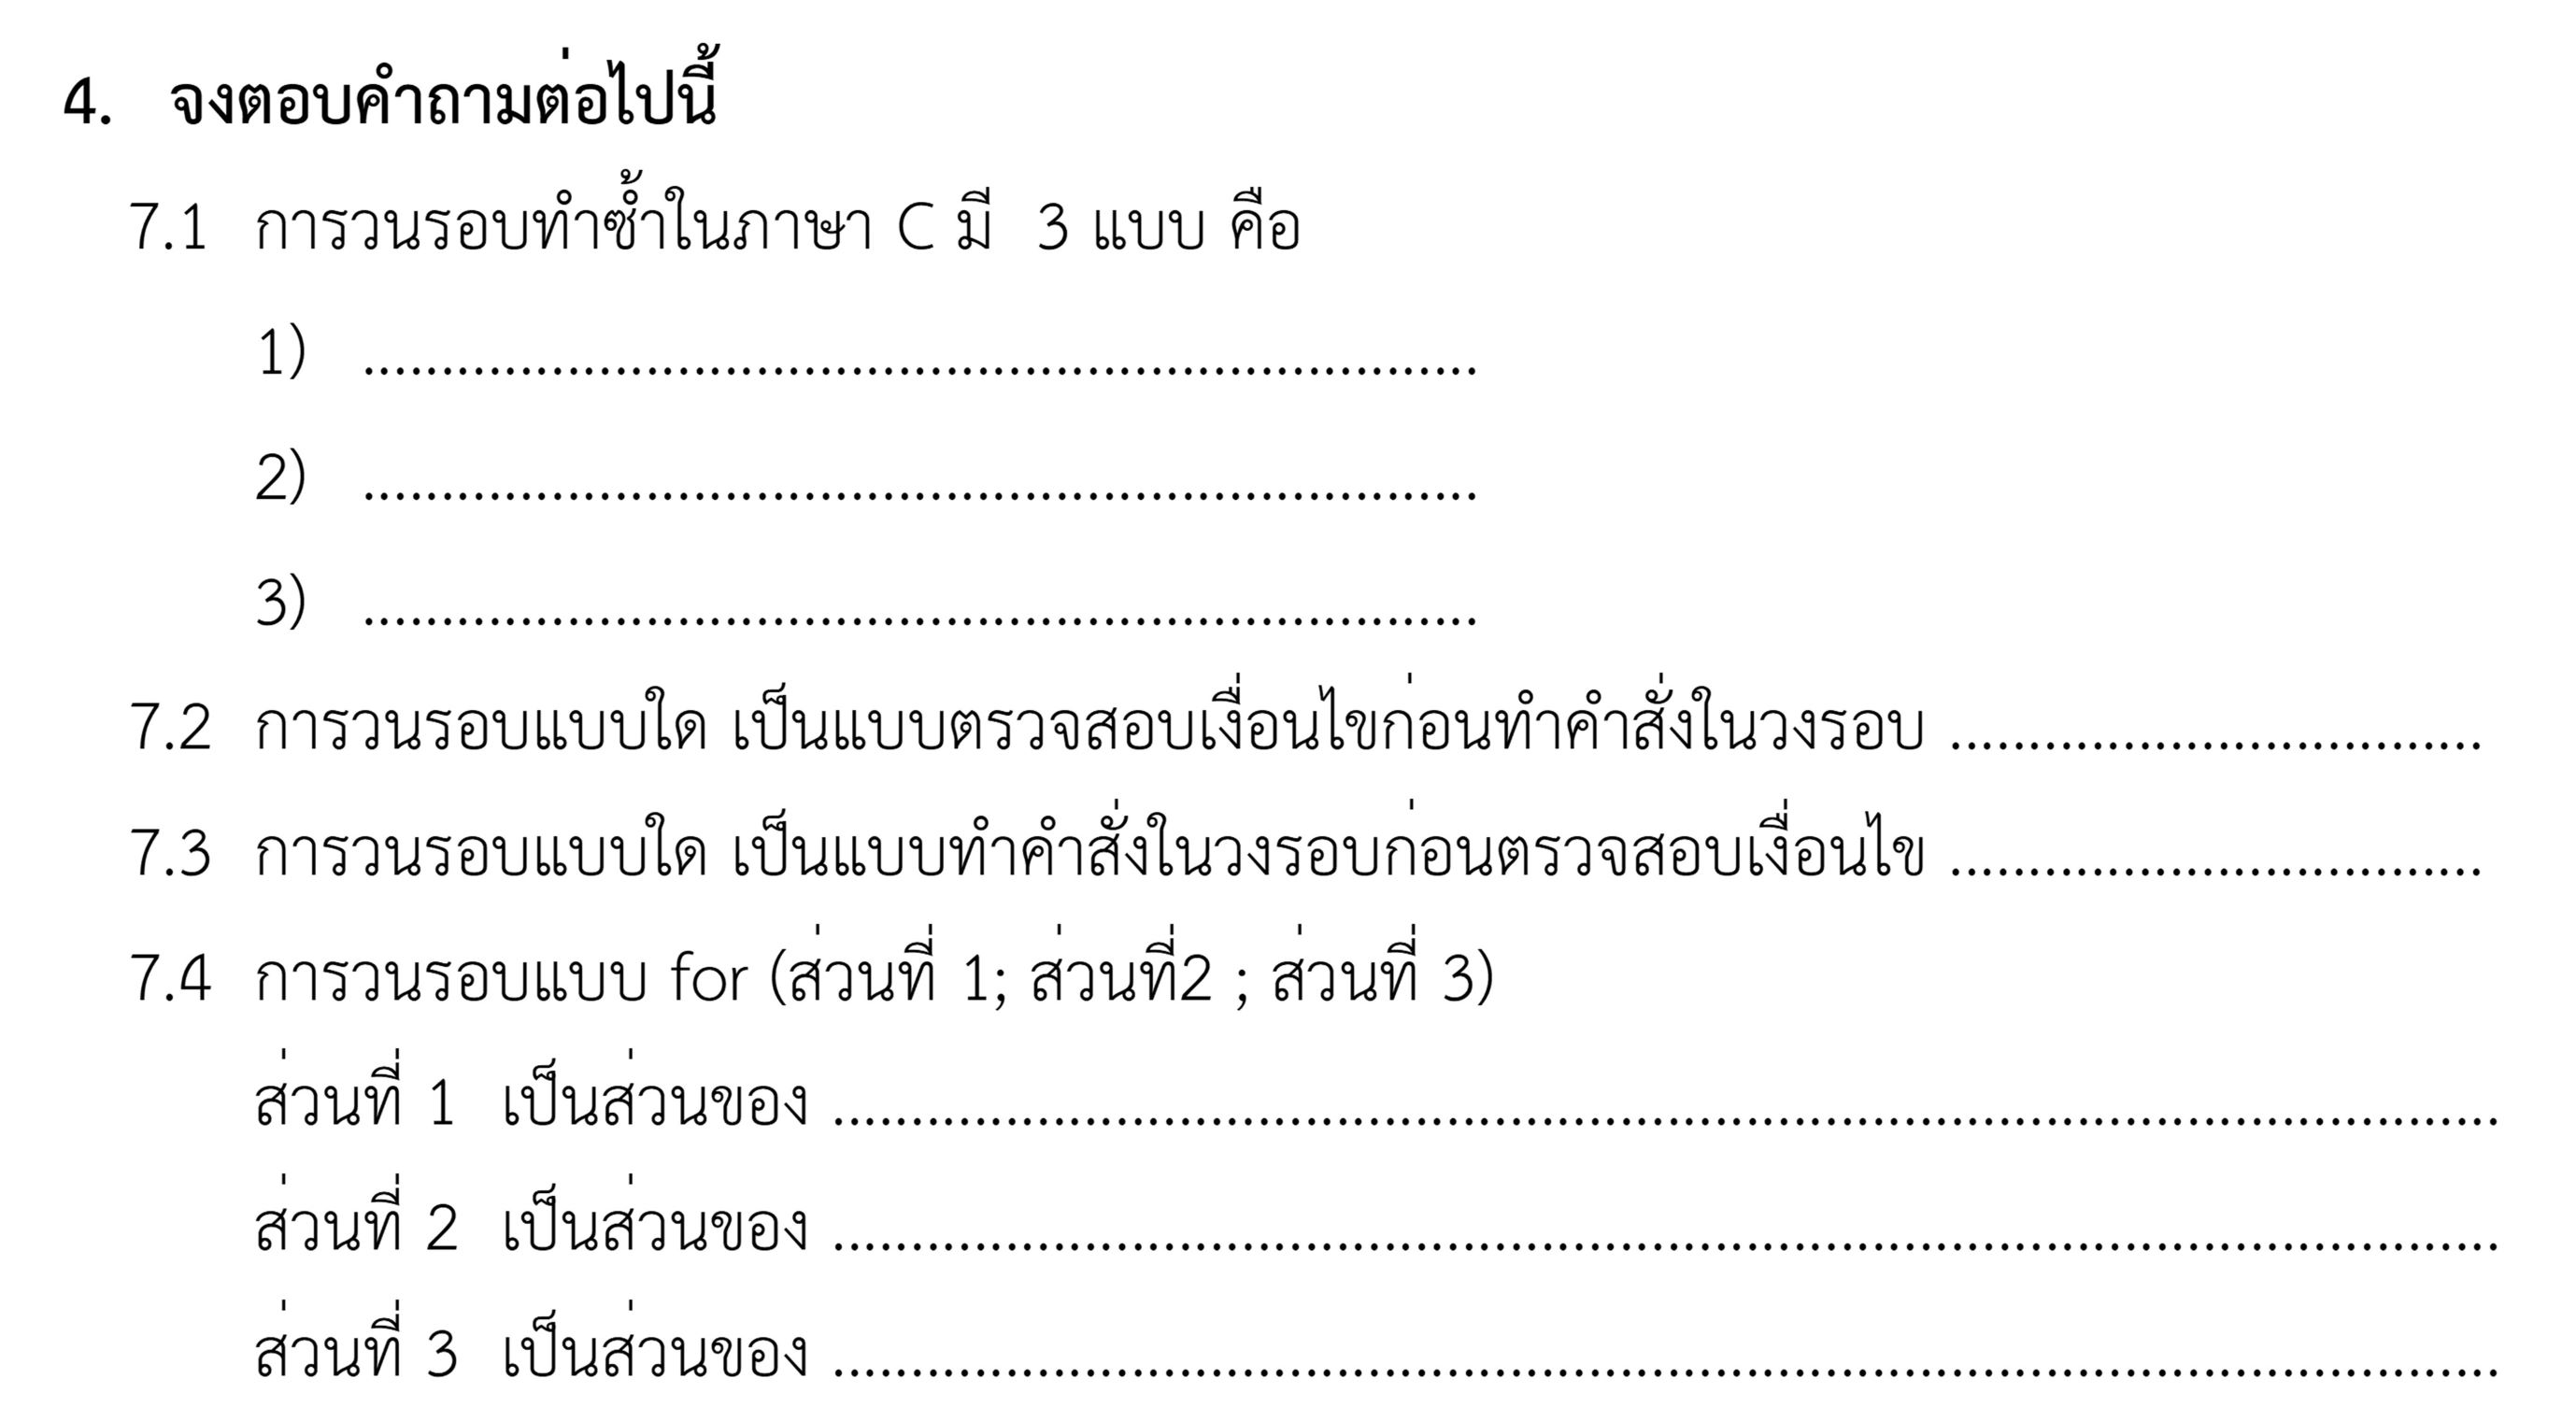 4. จงตอบคำถามต่อไปนี้
7.1 การวนรอบทำซ้ำในภาษา C มี 3 แบบ คือ
1) ......................................................................
2) ......................................................................
3) ......................................................................
7.2 การวนรอบแบบใด เป็นแบบตรวจสอบเงื่อนไขก่อนทำคำสั่งในวงรอบ ..................................
7.3 การวนรอบแบบใด เป็นแบบทำคำสั่งในวงรอบก่อนตรวจสอบเงื่อนไข ..................................
7.4 การวนรอบแบบ for (ส่วนที่ 1; ส่วนที่2 ; ส่วนที่ 3)
ส่วนที่ 1 เป็นส่วนของ ..........................................................................................................
ส่วนที่ 2 เป็นส่วนของ ..........................................................................................................
ส่วนที่ 3 เป็นส่วนของ ..........................................................................................................